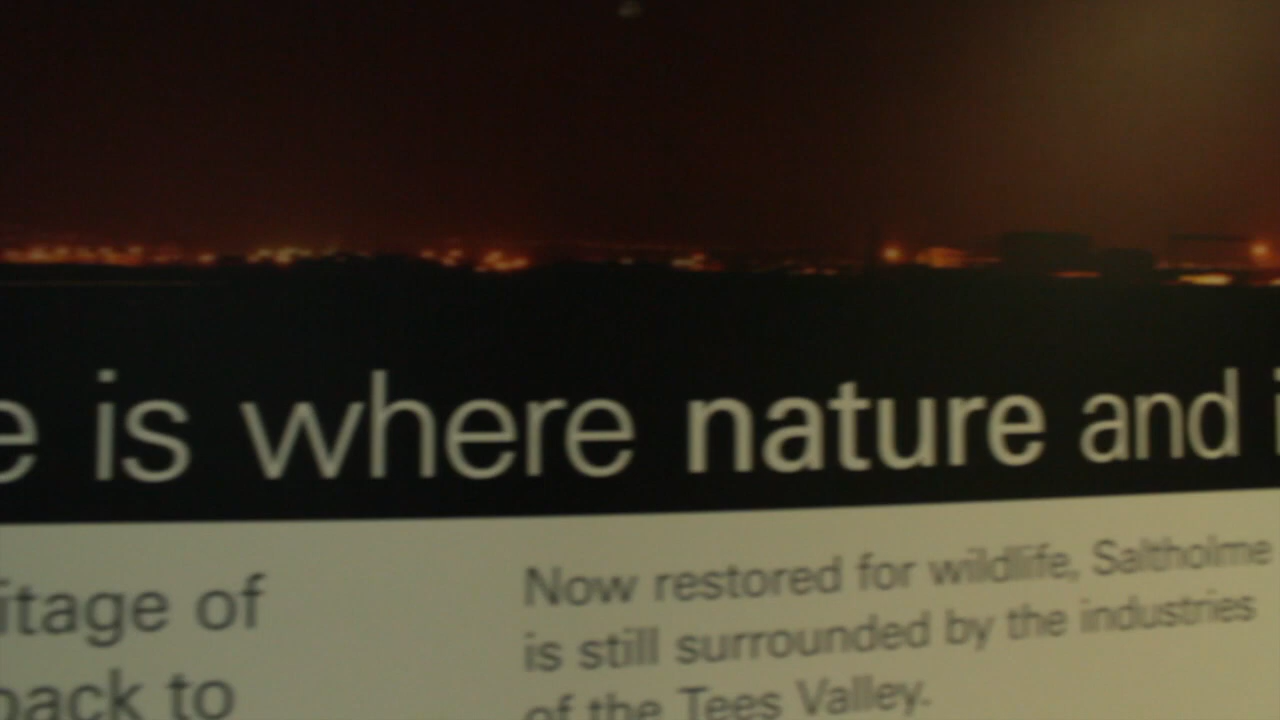 e is where nature and i
itage of
back to
Now restored for wildlife, Saltholme
is still surrounded by the industries
of the Tees Valley.